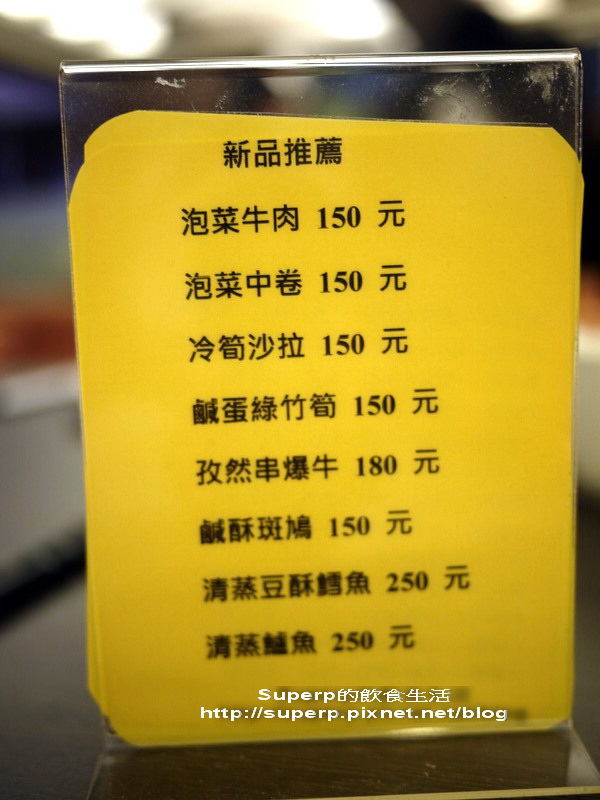 新品推薦
泡菜牛肉 150 元
泡菜中卷 150 元
冷筍沙拉 150 元
鹹蛋綠竹筍 150 元
孜然串爆牛 180 元
鹹酥斑鳩 150 元
清蒸豆酥鱈魚 250 元
清蒸鱸魚 250 元
Superp的飲食生活
http://superp.pixnet.net/blog